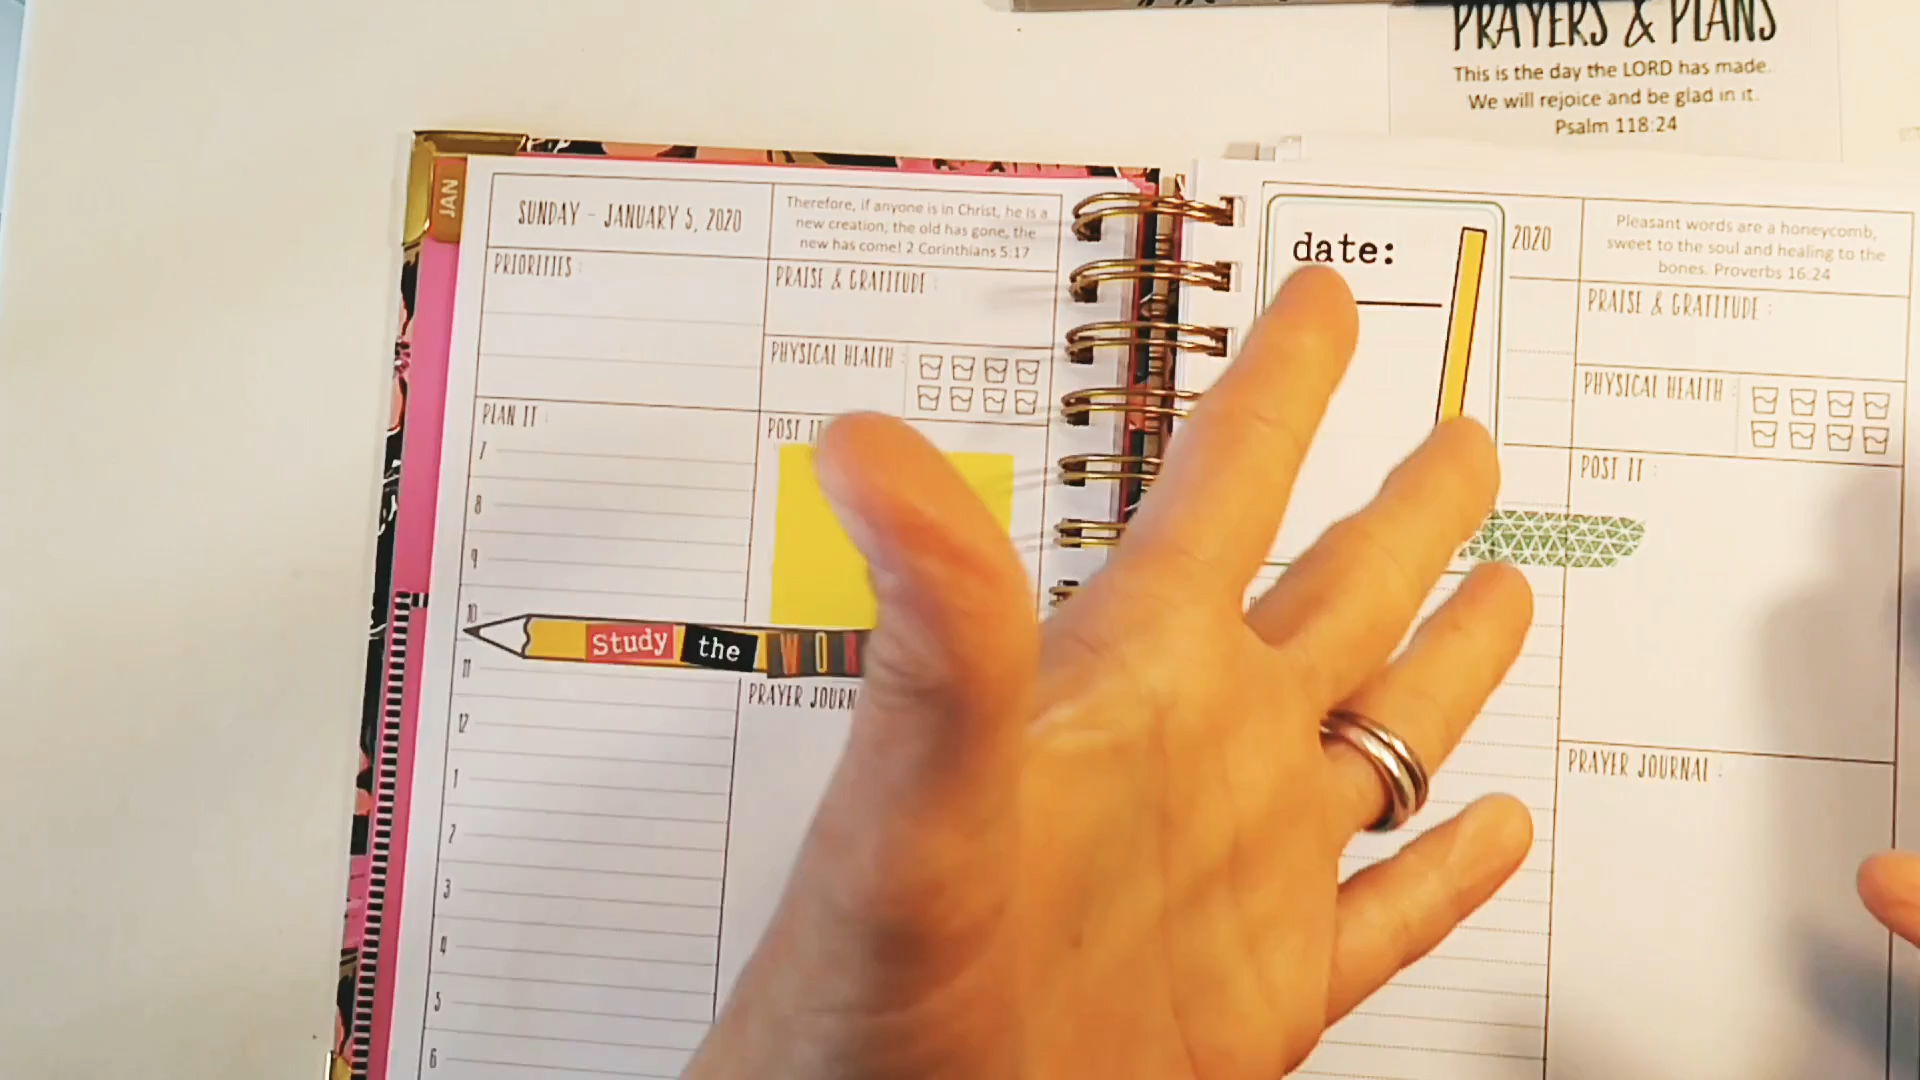 PRAYERS & PLANS
This is the day the LORD has made.
We will rejoice and be glad in it.
Psalm 118:24
JAN
SUNDAY - JANUARY 5, 2020
Therefore, if anyone is in Christ, he is a
new creation, the old has gone, the
new has come! 2 Corinthians 5:17
PRIORITIES :
PRAISE & GRATITUDE :
PHYSICAL HEALTH :
PLAN IT :
POST IT
7
8
9
10
Study the WOR
11
PRAYER JOURN
12
1
2
3
4
5
6
date:
2020
Pleasant words are a honeycomb,
sweet to the soul and healing to the
bones. Proverbs 16:24
PRAISE & GRATITUDE :
PHYSICAL HEALTH :
POST IT :
PRAYER JOURNAL :